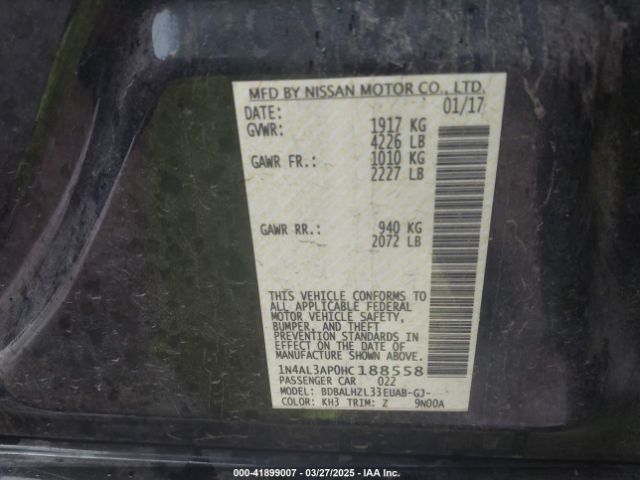 MFD BY NISSAN MOTOR CO., LTD.
DATE: 01/17
GVWR: 1917 KG
4226 LB
GAWR FR.: 1010 KG
2227 LB
GAWR RR.: 940 KG
2072 LB
THIS VEHICLE CONFORMS TO
ALL APPLICABLE FEDERAL
MOTOR VEHICLE SAFETY,
BUMPER, AND THEFT
PREVENTION STANDARDS IN
EFFECT ON THE DATE OF
MANUFACTURE SHOWN ABOVE.
1N4AL3AP0HC188558
PASSENGER CAR 022
MODEL: BDBALHZL33EUAB-GJ-
COLOR: KH3 TRIM: Z 9N00A
000-41899007 — 03/27/2025 — IAA Inc.